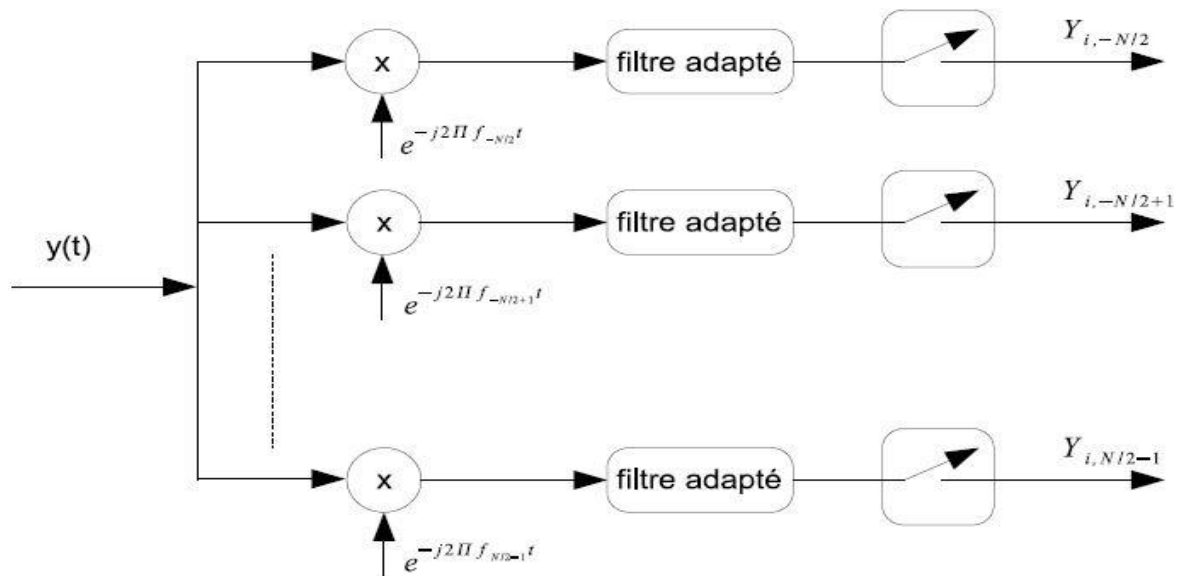 x filtre adapté Y_{i,-N/2}
e^{-j2Π f_{-N/2} t}
x filtre adapté Y_{i,-N/2+1}
y(t)
e^{-j2Π f_{-N/2+1} t}
x filtre adapté Y_{i,N/2-1}
e^{-j2Π f_{N/2-1} t}